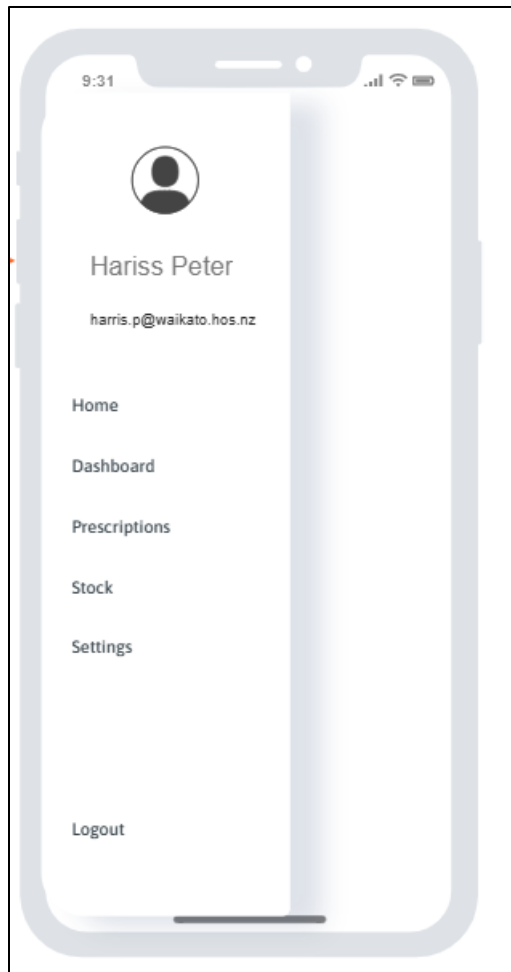 9:31
Hariss Peter
harris.p@waikato.hos.nz
Home
Dashboard
Prescriptions
Stock
Settings
Logout